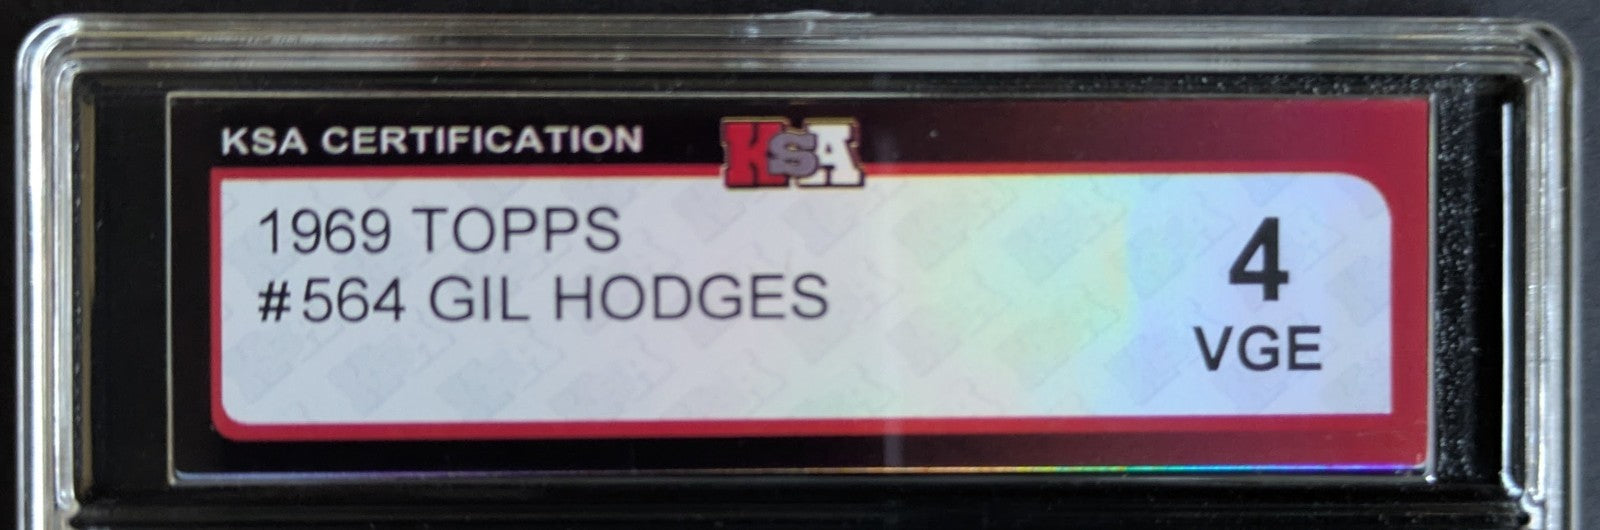 KSA CERTIFICATION
KSA
1969 TOPPS
#564 GIL HODGES
4
VGE